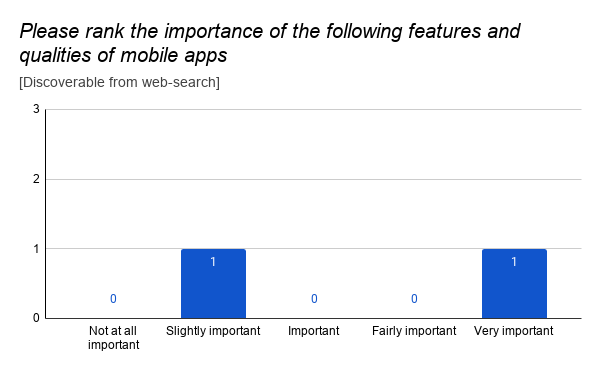 Please rank the importance of the following features and
qualities of mobile apps
[Discoverable from web-search]
3
2
1
0
0
1
0
0
1
Not at all
important
Slightly important
Important
Fairly important
Very important